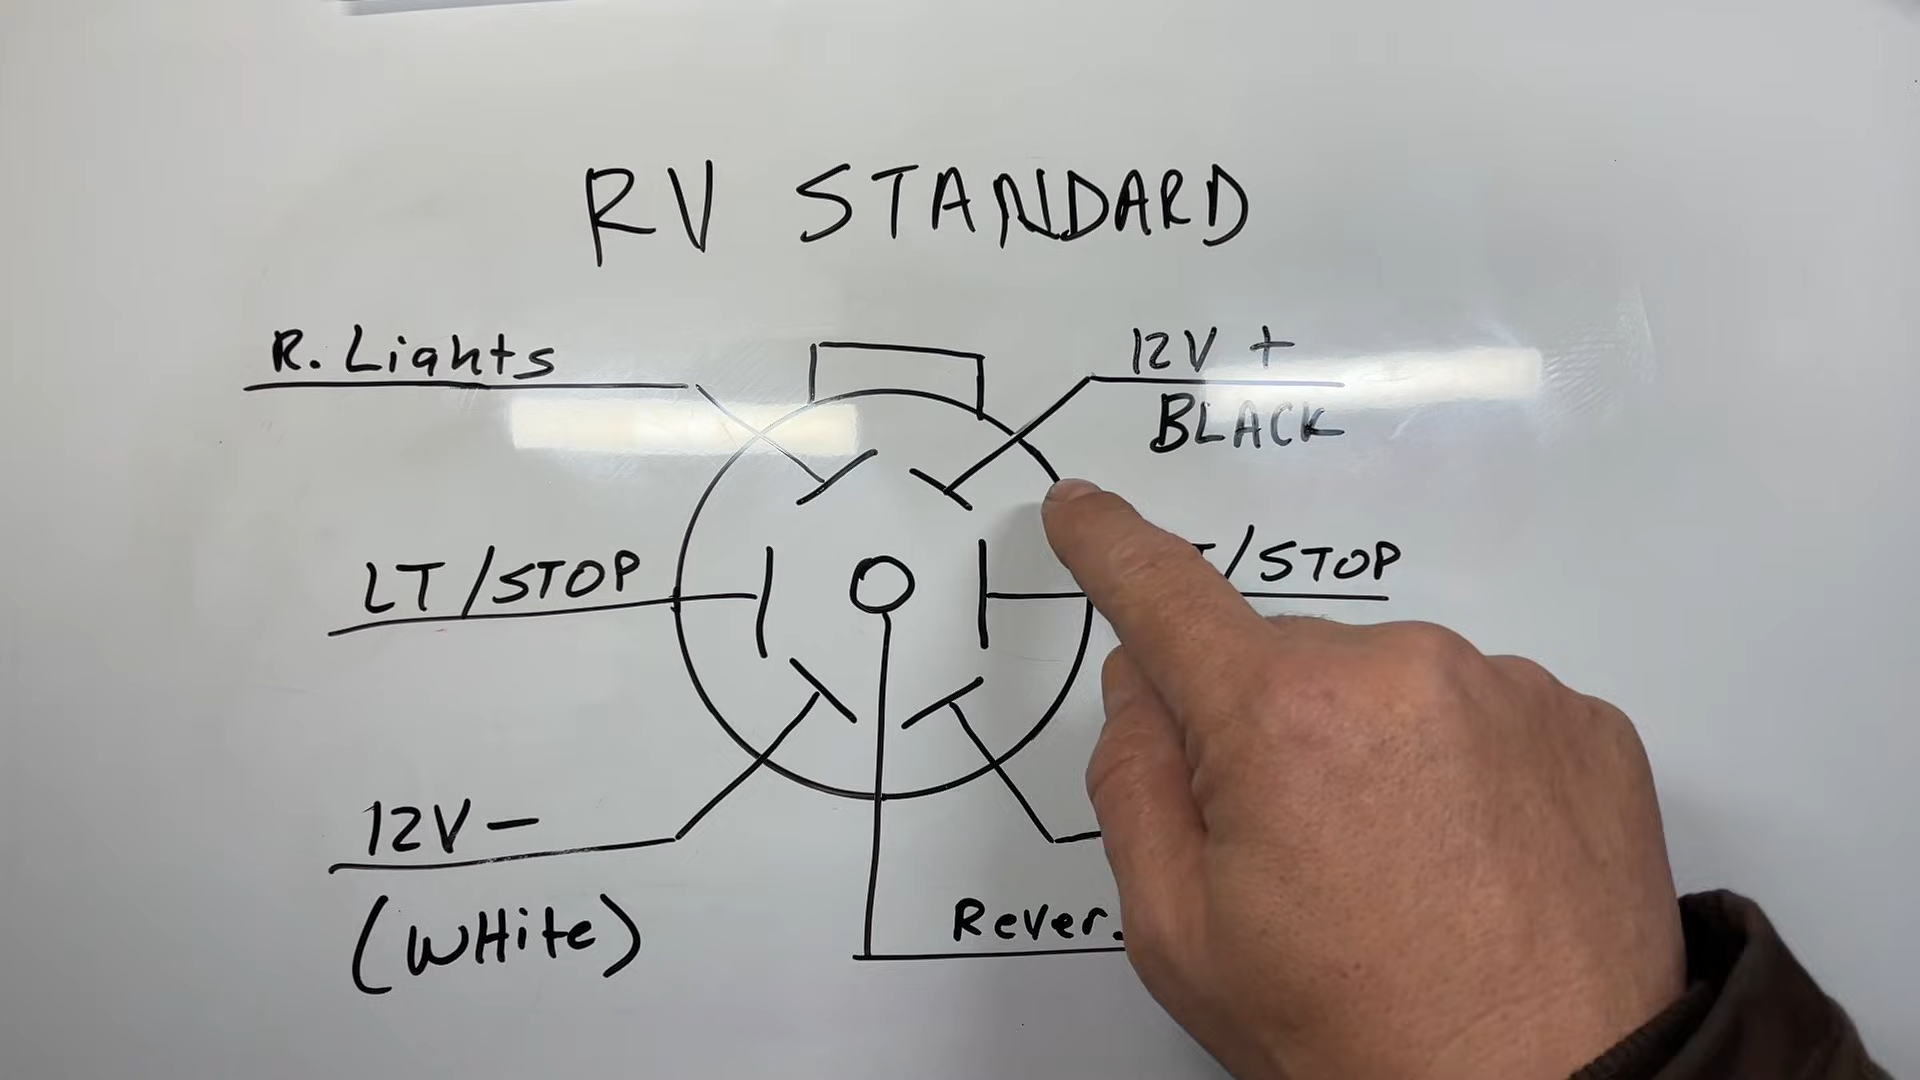 RV STANDARD
R. Lights
12V +
BLACK
LT/STOP
/STOP
12V -
(WHite)
Rever.